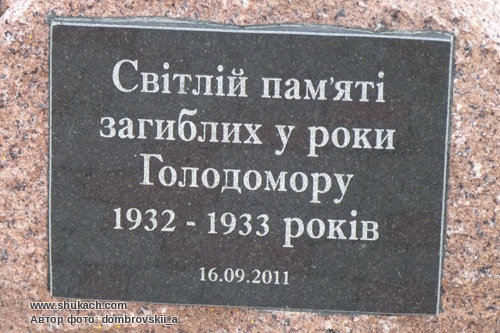 Світлій пам'яті
загиблих у роки
Голодомору
1932 - 1933 років
16.09.2011
www.shukach.com
Автор фото: dombrovskii_a